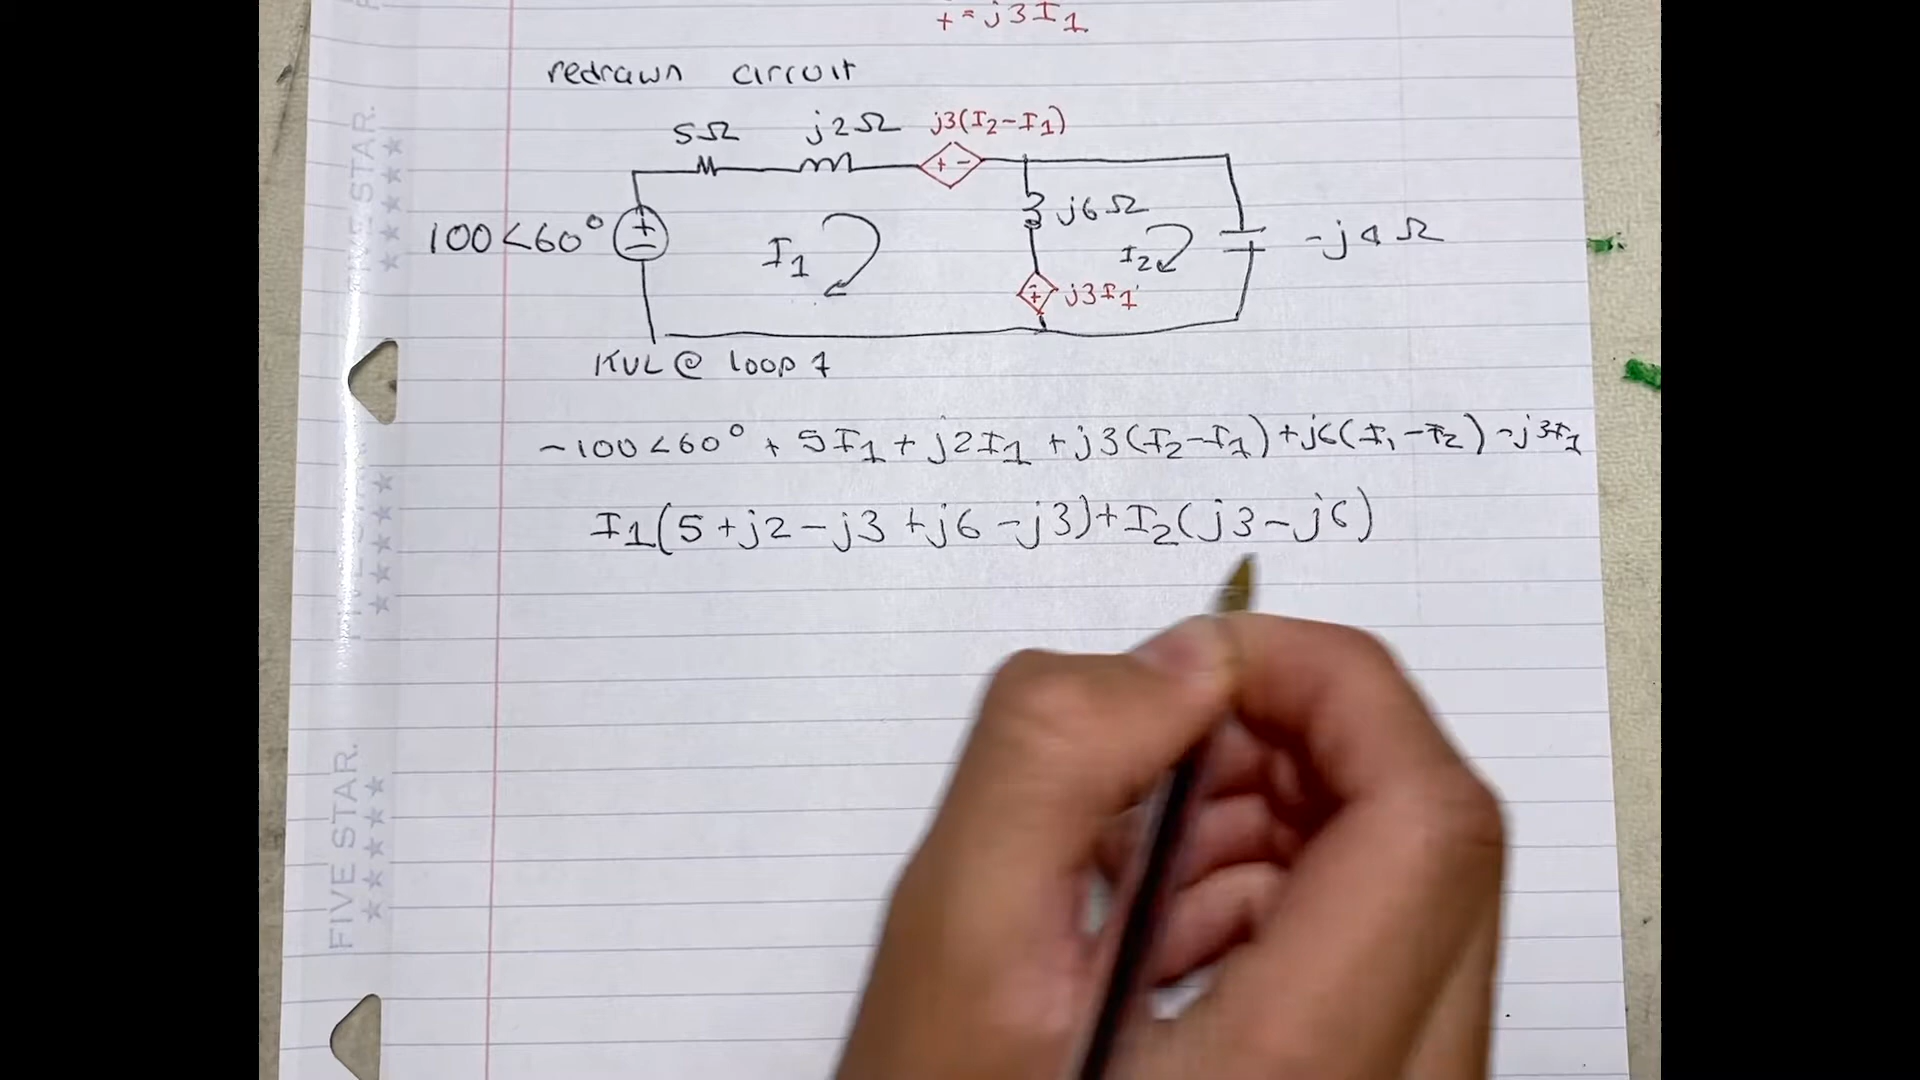 + = j3I1
redrawn circuit
5Ω j2Ω j3(I2-I1)
+ -
100<60° + - I1 j6Ω I2 -j4Ω
- + j3I1
KVL @ loop 1
-100<60° + 5I1 + j2I1 + j3(I2-I1) + j6(I1-I2) - j3I1
I1(5+j2-j3+j6-j3)+I2(j3-j6)
FIVE STAR.
FIVE STAR.